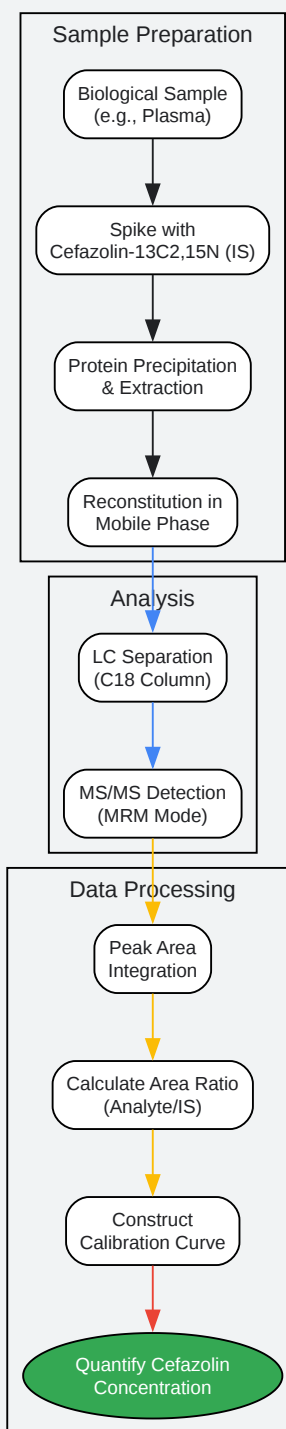 Sample Preparation
Biological Sample
(e.g., Plasma)
Spike with
Cefazolin-13C2,15N (IS)
Protein Precipitation
& Extraction
Reconstitution in
Mobile Phase
Analysis
LC Separation
(C18 Column)
MS/MS Detection
(MRM Mode)
Data Processing
Peak Area
Integration
Calculate Area Ratio
(Analyte/IS)
Construct
Calibration Curve
Quantify Cefazolin
Concentration